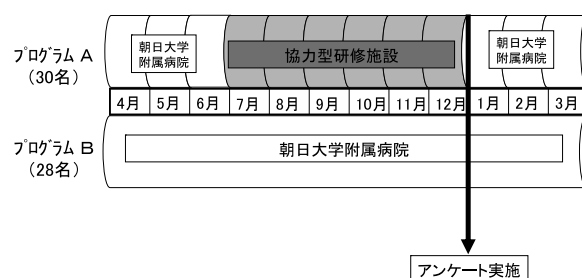 プログラム A
(30名)
朝日大学
附属病院
協力型研修施設
朝日大学
附属病院
4月 5月 6月 7月 8月 9月 10月 11月 12月 1月 2月 3月
プログラム B
(28名)
朝日大学附属病院
アンケート実施